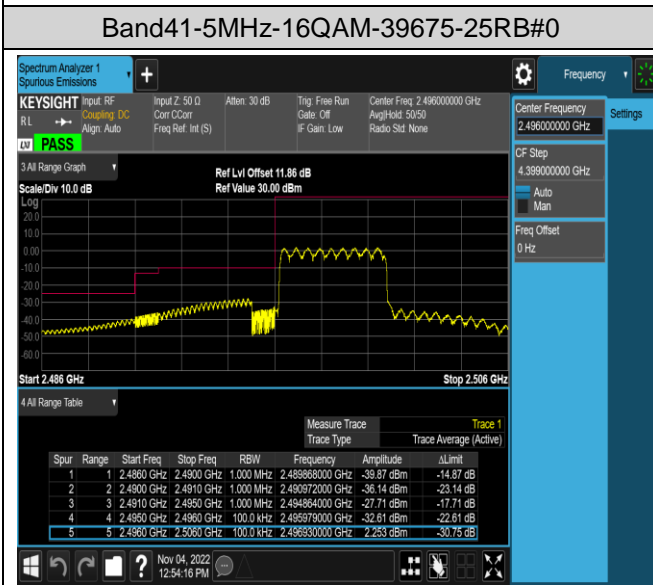 Band41-5MHz-16QAM-39675-25RB#0
Spectrum Analyzer 1
Spurious Emissions
+
Frequency
KEYSIGHT
RL
LXI PASS
Input: RF
Coupling: DC
Align: Auto
Input Z: 50 Ω
Corr CCorr
Freq Ref: Int (S)
Atten: 30 dB
Trig: Free Run
Gate: Off
IF Gain: Low
Center Freq: 2.496000000 GHz
Avg|Hold: 50/50
Radio Std: None
Center Frequency
2.496000000 GHz
Settings
CF Step
4.399000000 GHz
Auto
Man
Freq Offset
0 Hz
3 All Range Graph
Scale/Div 10.0 dB
Ref Lvl Offset 11.86 dB
Ref Value 30.00 dBm
Log
20.0
10.0
0.00
-10.0
-20.0
-30.0
-40.0
-50.0
-60.0
Start 2.486 GHz Stop 2.506 GHz
4 All Range Table
Measure Trace Trace 1
Trace Type Trace Average (Active)
Spur Range Start Freq Stop Freq RBW Frequency Amplitude ΔLimit
1 1 2.4860 GHz 2.4900 GHz 1.000 MHz 2.489868000 GHz -39.87 dBm -14.87 dB
2 2 2.4900 GHz 2.4910 GHz 1.000 MHz 2.490972000 GHz -36.14 dBm -23.14 dB
3 3 2.4910 GHz 2.4950 GHz 1.000 MHz 2.494864000 GHz -27.71 dBm -17.71 dB
4 4 2.4950 GHz 2.4960 GHz 100.0 kHz 2.495979000 GHz -32.61 dBm -22.61 dB
5 5 2.4960 GHz 2.5060 GHz 100.0 kHz 2.496930000 GHz 2.253 dBm -30.75 dB
?
Nov 04, 2022
12:54:16 PM